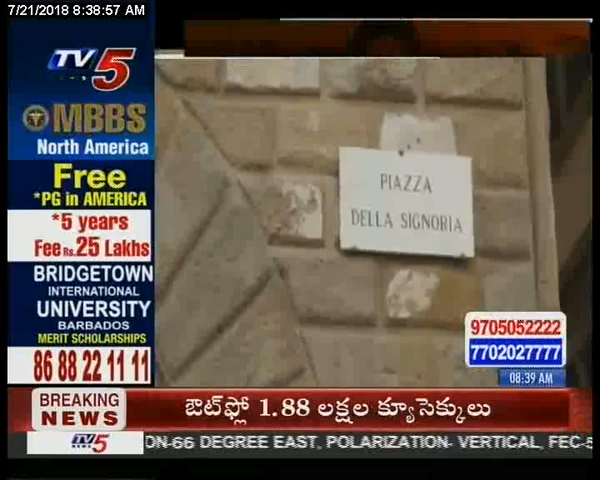 7/21/2018 8:38:57 AM
TV5
MBBS
North America
Free
*PG in AMERICA
*5 years
Fee Rs.25 Lakhs
BRIDGETOWN
INTERNATIONAL
UNIVERSITY
BARBADOS
MERIT SCHOLARSHIPS
86 88 22 11 11
PIAZZA
DELLA SIGNORIA
9705052222
7702027777
08:39 AM
BREAKING
NEWS
ఔట్‌ఫ్లో 1.88 లక్షల క్యూసెక్కులు
TV5
NEWS
ON-66 DEGREE EAST, POLARIZATION- VERTICAL, FEC-5